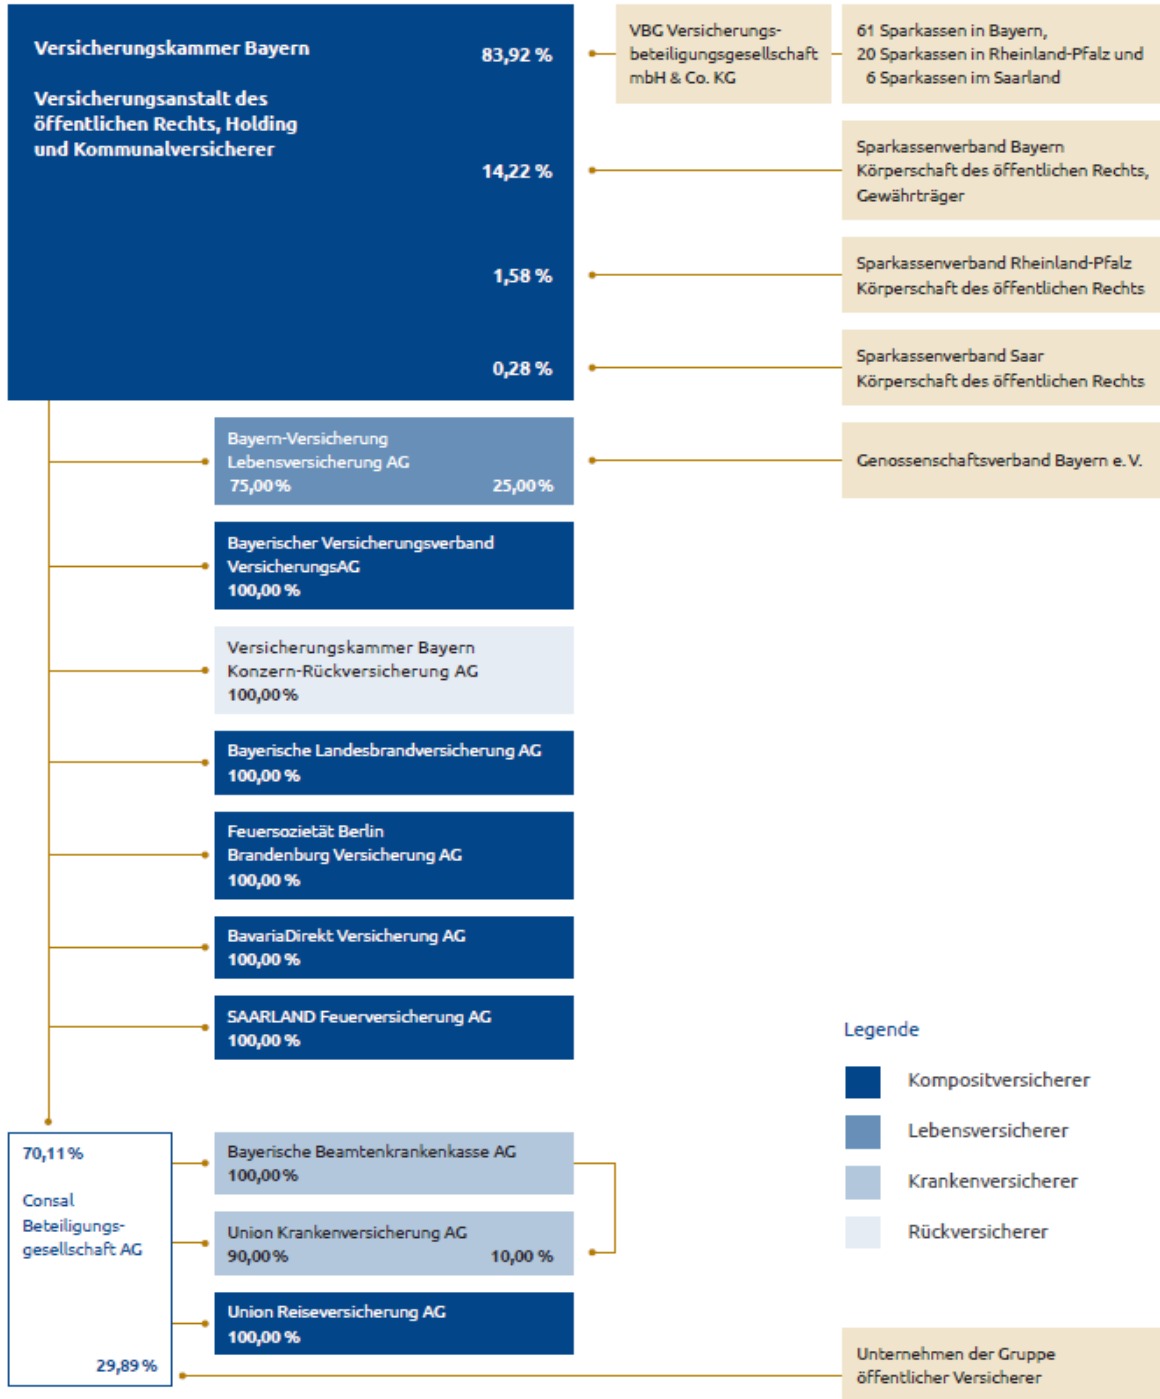 Versicherungskammer Bayern
Versicherungsanstalt des
öffentlichen Rechts, Holding
und Kommunalversicherer
83,92 %
VBG Versicherungs-
beteiligungsgesellschaft
mbH & Co. KG
61 Sparkassen in Bayern,
20 Sparkassen in Rheinland-Pfalz und
6 Sparkassen im Saarland
14,22 %
Sparkassenverband Bayern
Körperschaft des öffentlichen Rechts,
Gewährträger
1,58 %
Sparkassenverband Rheinland-Pfalz
Körperschaft des öffentlichen Rechts
0,28 %
Sparkassenverband Saar
Körperschaft des öffentlichen Rechts
Bayern-Versicherung
Lebensversicherung AG
75,00 % 25,00 %
Genossenschaftsverband Bayern e. V.
Bayerischer Versicherungsverband
VersicherungsAG
100,00 %
Versicherungskammer Bayern
Konzern-Rückversicherung AG
100,00 %
Bayerische Landesbrandversicherung AG
100,00 %
Feuersozietät Berlin
Brandenburg Versicherung AG
100,00 %
BavariaDirekt Versicherung AG
100,00 %
SAARLAND Feuerversicherung AG
100,00 %
Legende
Kompositversicherer
Lebensversicherer
Krankenversicherer
Rückversicherer
70,11 %
Consal
Beteiligungs-
gesellschaft AG
29,89 %
Bayerische Beamtenkrankenkasse AG
100,00 %
Union Krankenversicherung AG
90,00 % 10,00 %
Union Reiseversicherung AG
100,00 %
Unternehmen der Gruppe
öffentlicher Versicherer